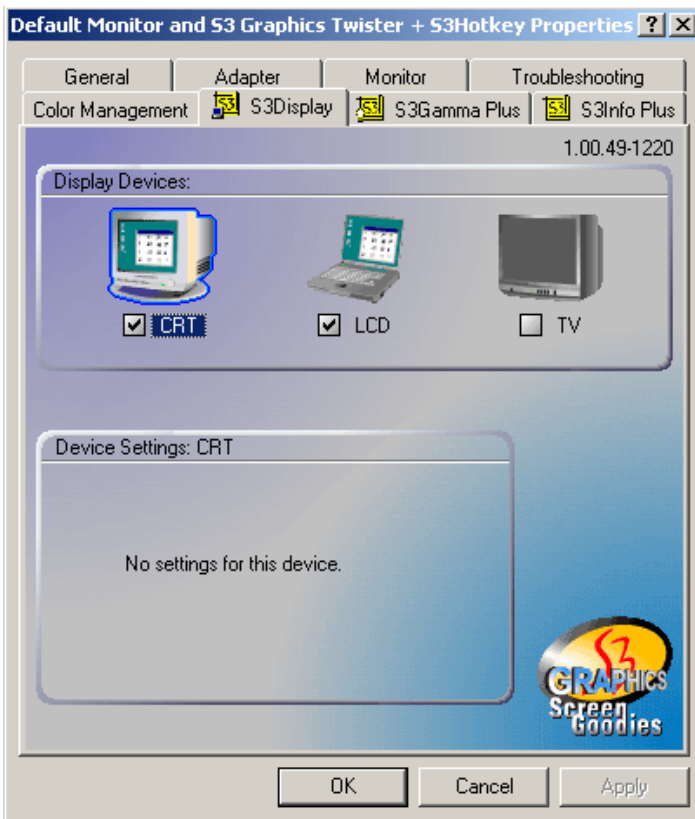 Default Monitor and S3 Graphics Twister + S3Hotkey Properties
General Adapter Monitor Troubleshooting
Color Management S3Display S3Gamma Plus S3Info Plus
1.00.49-1220
Display Devices:
CRT LCD TV
Device Settings: CRT
No settings for this device.
S3
GRAPHICS
Screen
Goodies
OK Cancel Apply